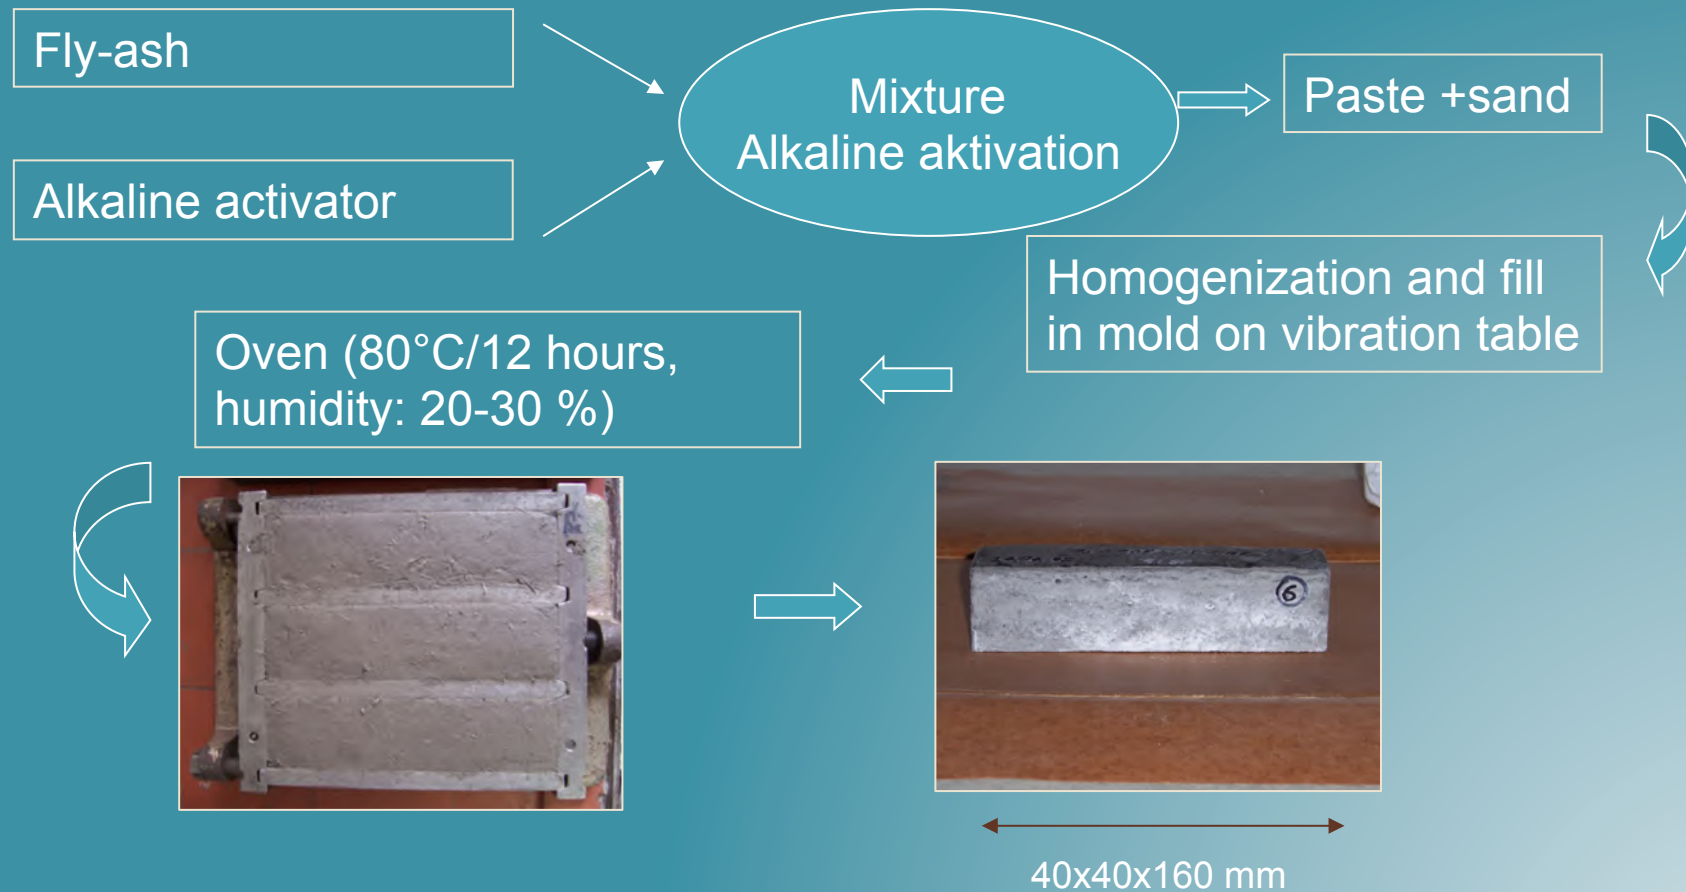 Fly-ash
Alkaline activator
Mixture
Alkaline aktivation
Paste +sand
Homogenization and fill
in mold on vibration table
Oven (80°C/12 hours,
humidity: 20-30 %)
6
40x40x160 mm